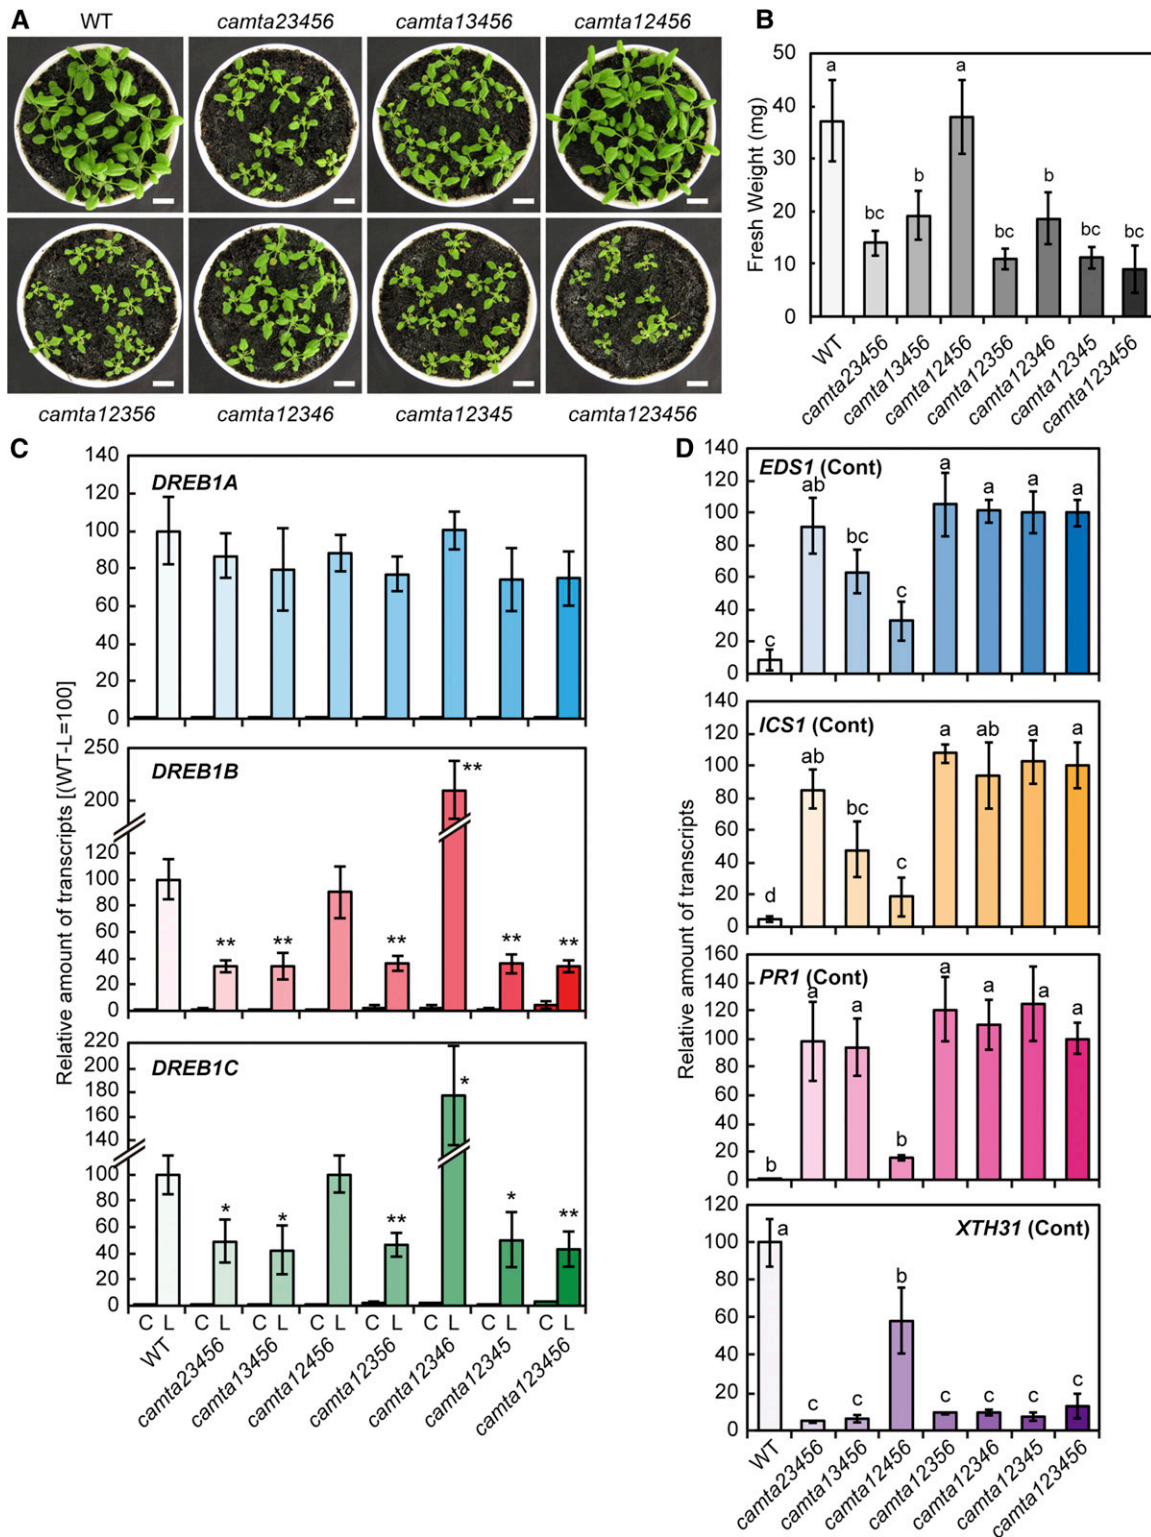 A
WT
camta23456
camta13456
camta12456
camta12356
camta12346
camta12345
camta123456
B
Fresh Weight (mg)
50
40
30
20
10
0
a
bc
b
a
bc
b
bc
bc
WT
camta23456
camta13456
camta12456
camta12356
camta12346
camta12345
camta123456
C
Relative amount of transcripts [(WT-L=100]
DREB1A
140
120
100
80
60
40
20
0
DREB1B
250
200
120
100
80
60
40
20
0
** ** ** ** ** **
DREB1C
220
200
180
160
140
100
80
60
40
20
0
* * ** * * **
C L C L C L C L C L C L C L C L
WT
camta23456
camta13456
camta12456
camta12356
camta12346
camta12345
camta123456
D
Relative amount of transcripts
EDS1 (Cont)
120
100
80
60
40
20
0
c ab bc c a a a a
ICS1 (Cont)
120
100
80
60
40
20
0
d ab bc c a ab a a
PR1 (Cont)
160
140
120
100
80
60
40
20
0
b a a b a a a a
XTH31 (Cont)
120
100
80
60
40
20
0
a c c b c c c c
WT
camta23456
camta13456
camta12456
camta12356
camta12346
camta12345
camta123456